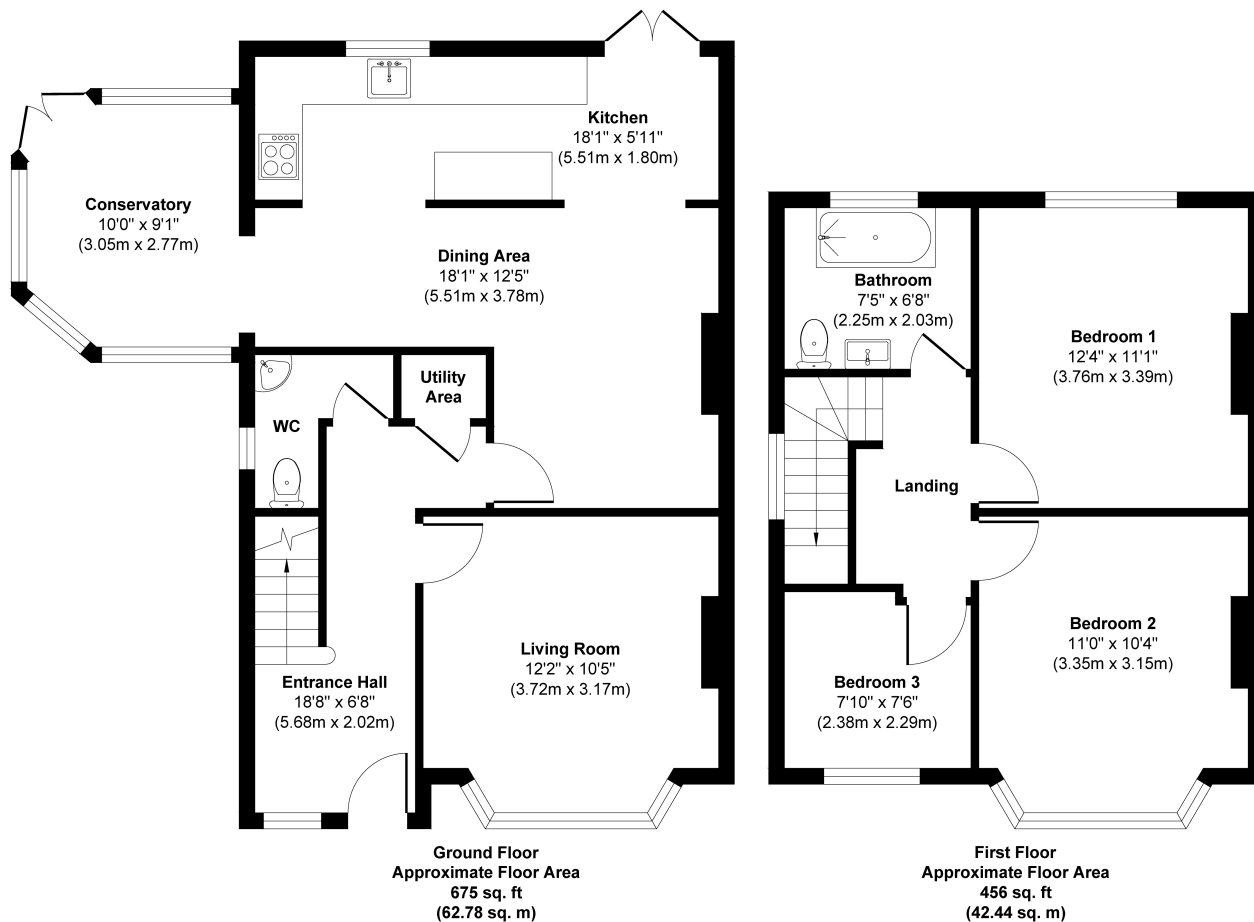 Kitchen
18'1" x 5'11"
(5.51m x 1.80m)
Conservatory
10'0" x 9'1"
(3.05m x 2.77m)
Dining Area
18'1" x 12'5"
(5.51m x 3.78m)
Utility
Area
WC
Living Room
12'2" x 10'5"
(3.72m x 3.17m)
Entrance Hall
18'8" x 6'8"
(5.68m x 2.02m)
Ground Floor
Approximate Floor Area
675 sq. ft
(62.78 sq. m)
Bathroom
7'5" x 6'8"
(2.25m x 2.03m)
Bedroom 1
12'4" x 11'1"
(3.76m x 3.39m)
Landing
Bedroom 2
11'0" x 10'4"
(3.35m x 3.15m)
Bedroom 3
7'10" x 7'6"
(2.38m x 2.29m)
First Floor
Approximate Floor Area
456 sq. ft
(42.44 sq. m)